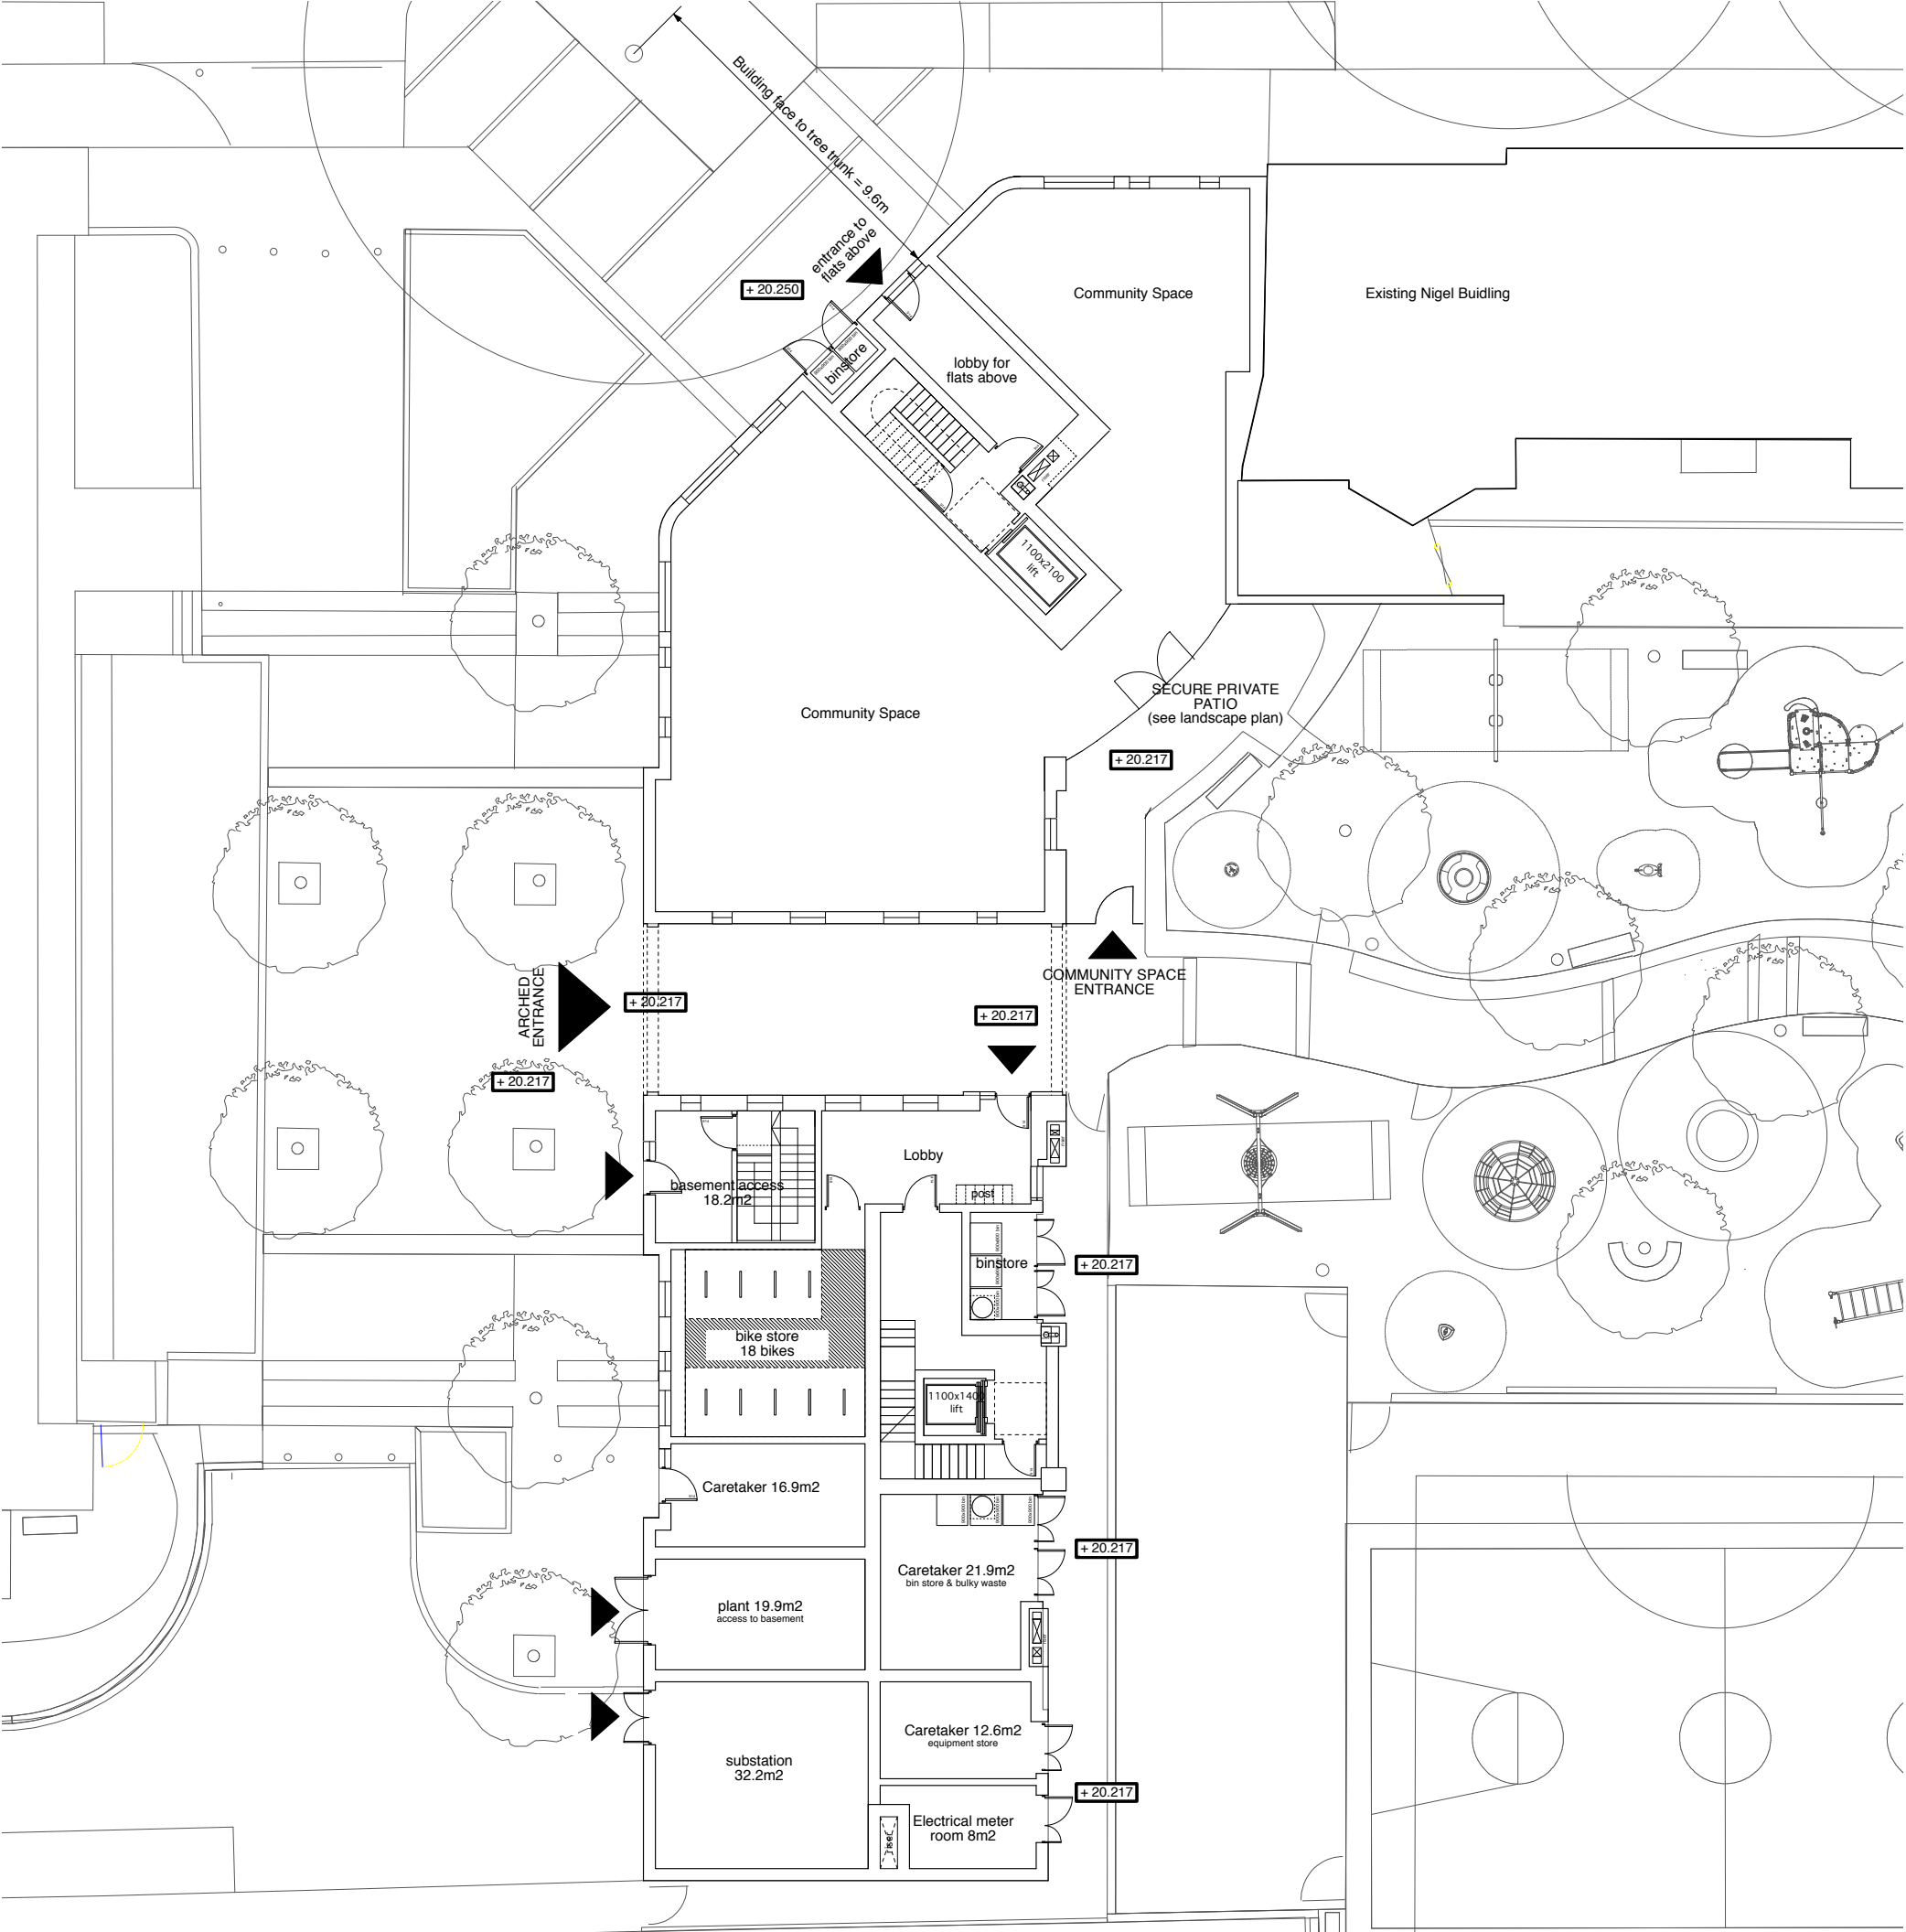 Building face to tree trunk = 9.6m
entrance to
flats above
+ 20.250
Community Space
Existing Nigel Buidling
binstore
lobby for
flats above
1100x2100
lift
Community Space
SECURE PRIVATE
PATIO
(see landscape plan)
+ 20.217
COMMUNITY SPACE
ENTRANCE
ARCHED
ENTRANCE
+ 20.217
+ 20.217
+ 20.217
Lobby
basement access
18.2m2
post
binstore
+ 20.217
bike store
18 bikes
1100x1400
lift
Caretaker 16.9m2
+ 20.217
Caretaker 21.9m2
bin store & bulky waste
plant 19.9m2
access to basement
Caretaker 12.6m2
equipment store
substation
32.2m2
+ 20.217
Electrical meter
room 8m2
riser